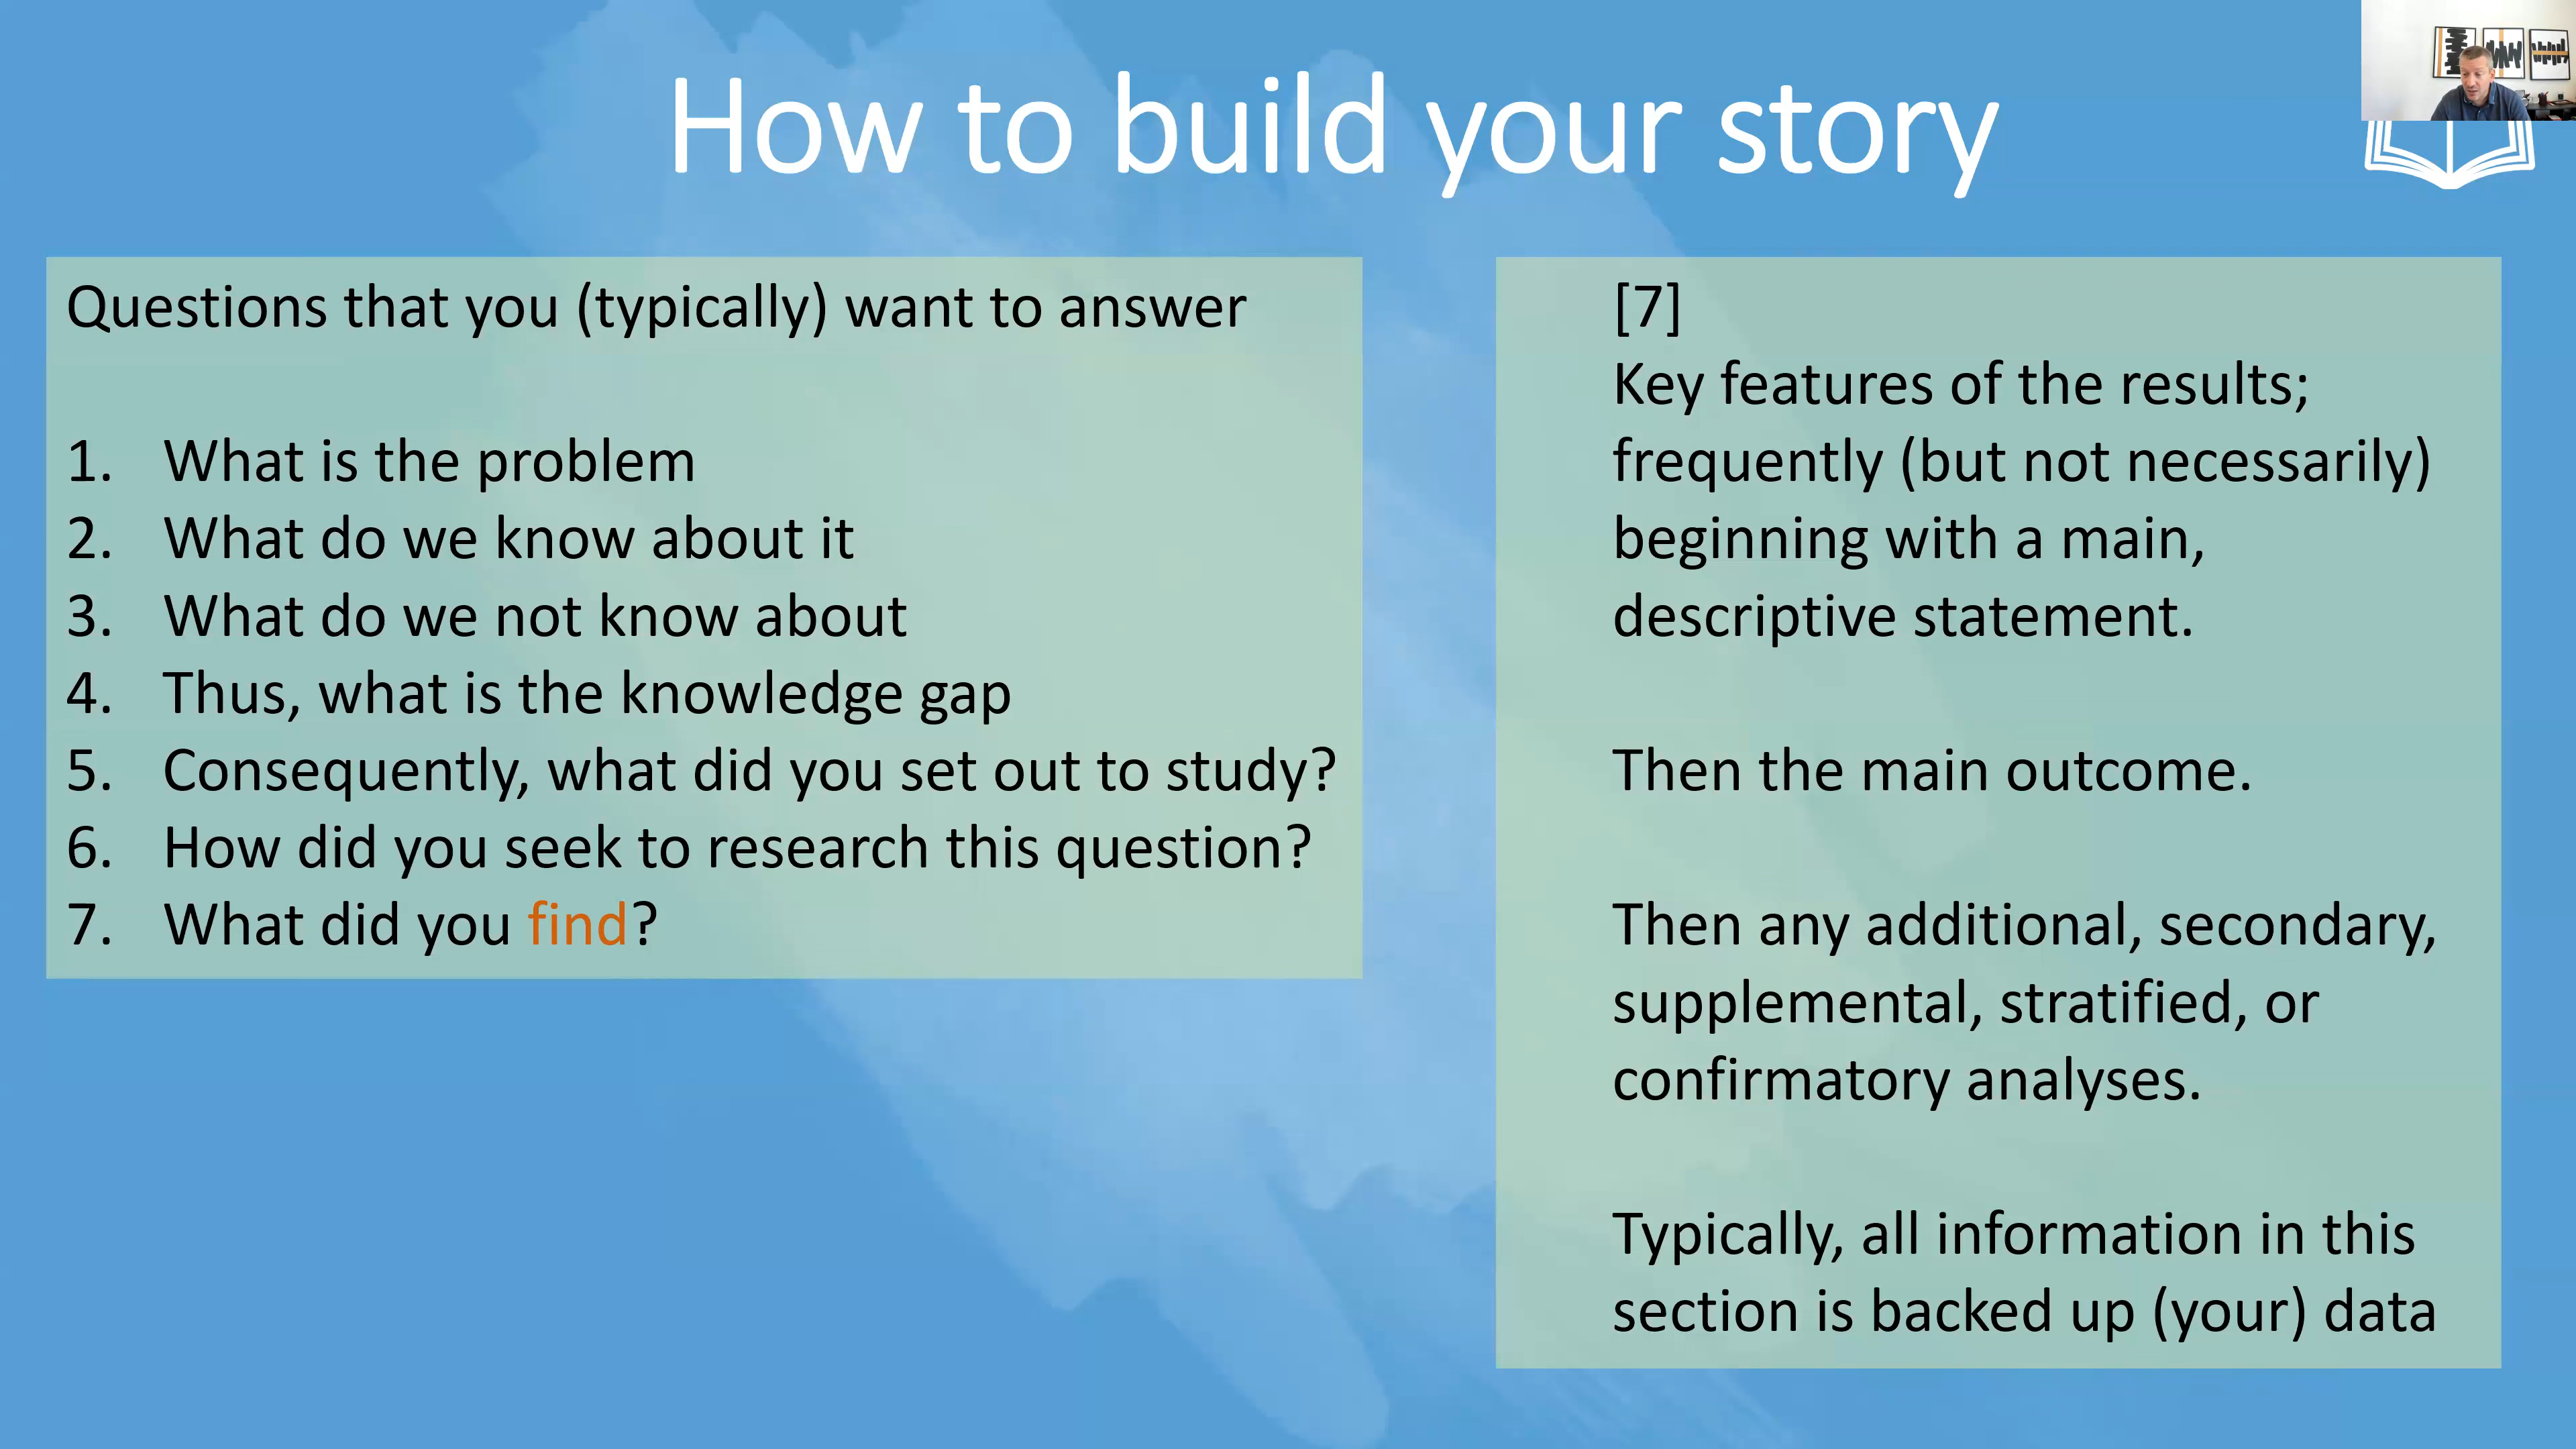 How to build your story
Questions that you (typically) want to answer
1. What is the problem
2. What do we know about it
3. What do we not know about
4. Thus, what is the knowledge gap
5. Consequently, what did you set out to study?
6. How did you seek to research this question?
7. What did you find?
[7]
Key features of the results;
frequently (but not necessarily)
beginning with a main,
descriptive statement.
Then the main outcome.
Then any additional, secondary,
supplemental, stratified, or
confirmatory analyses.
Typically, all information in this
section is backed up (your) data